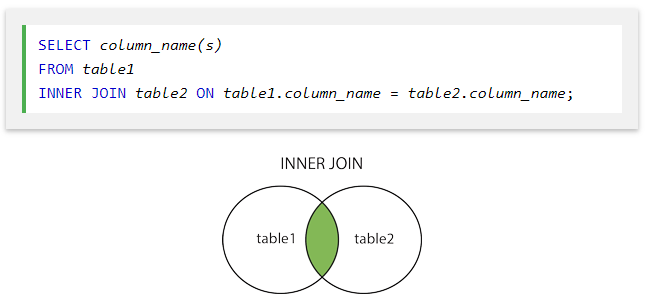 SELECT column_name(s)
FROM table1
INNER JOIN table2 ON table1.column_name = table2.column_name;
INNER JOIN
table1 table2